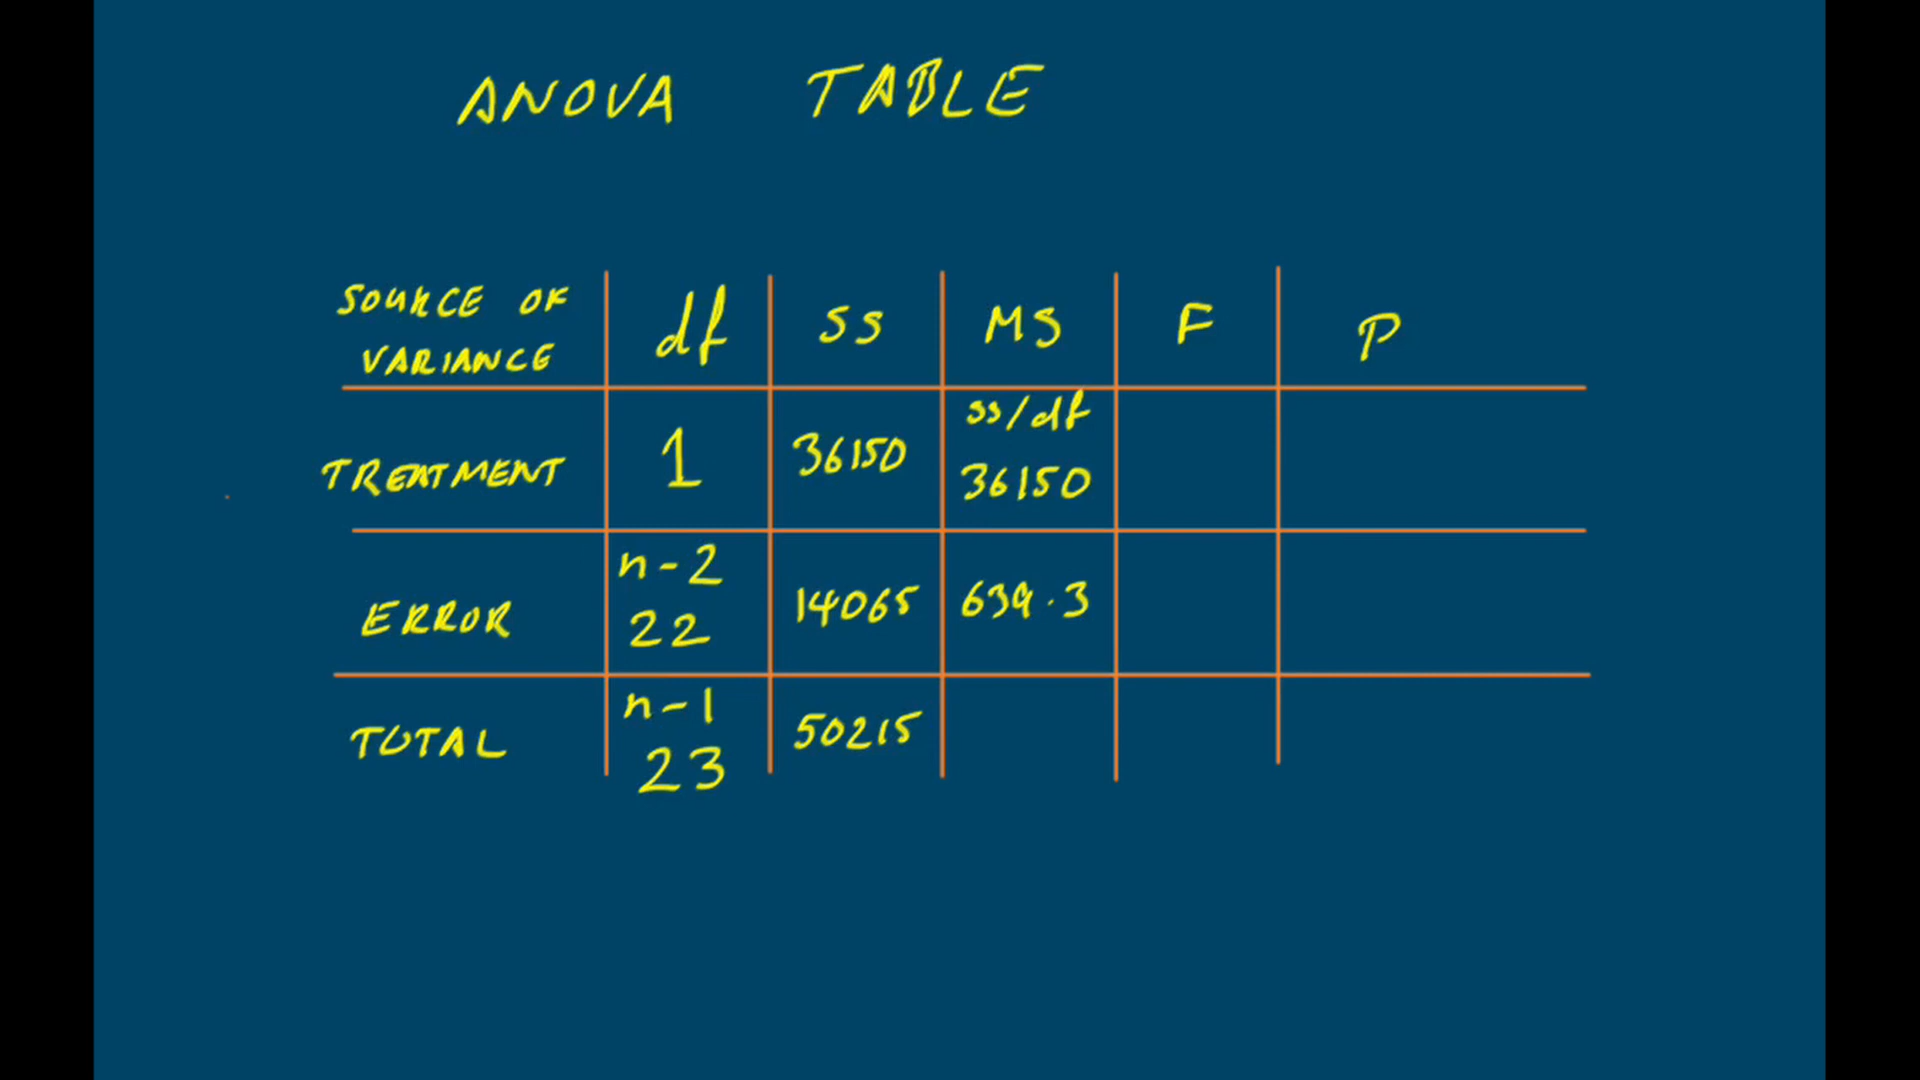 ANOVA TABLE
SOURCE OF VARIANCE df SS MS F P
TREATMENT 1 36150 ss/df 36150
ERROR n-2 22 14065 639.3
TOTAL n-1 23 50215